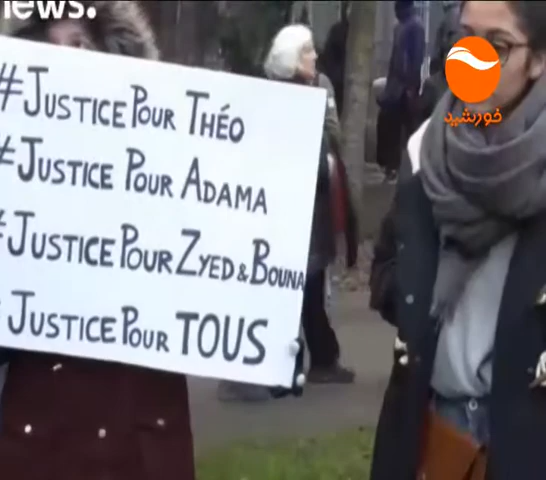 news.
خورشید
#JUSTICE POUR THÉO
#JUSTICE POUR ADAMA
#JUSTICE POUR ZYED & BOUNA
#JUSTICE POUR TOUS